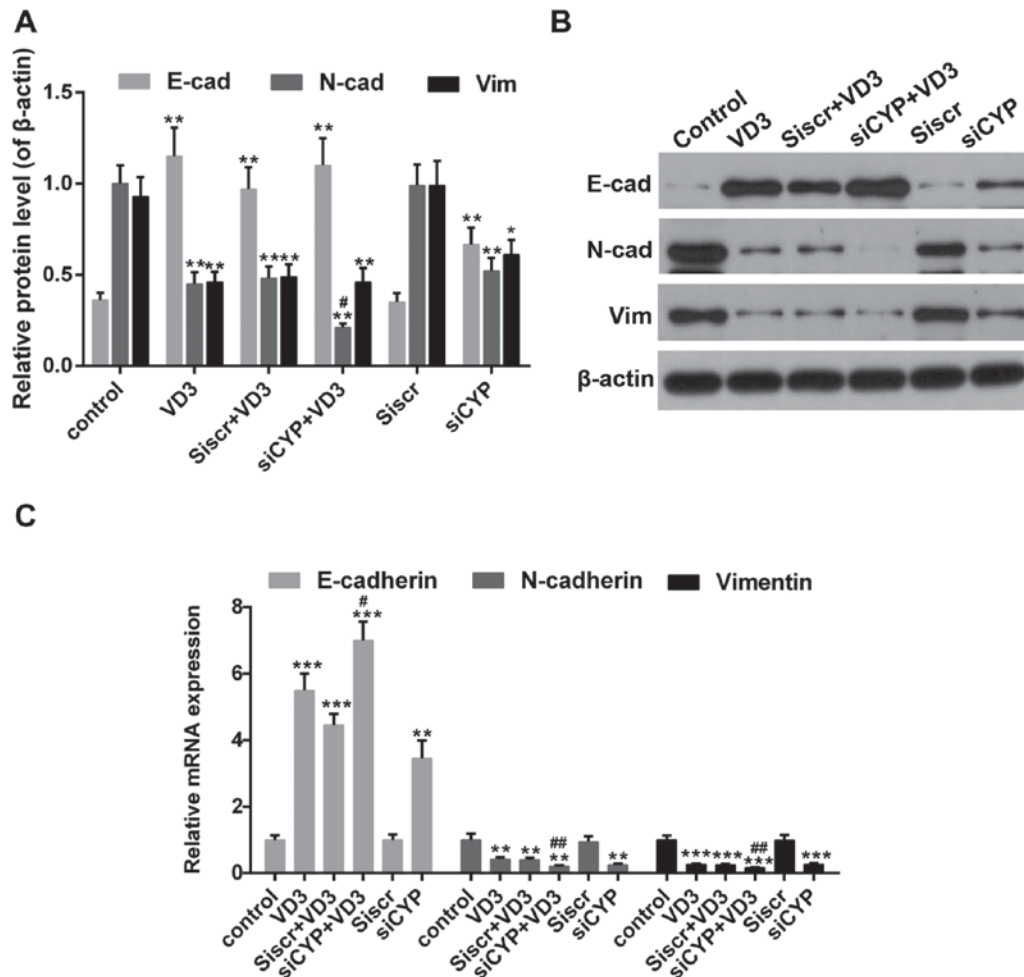 A
E-cad N-cad Vim
Relative protein level (of β-actin)
1.5
1.0
0.5
0.0
** ** **
** ** **
** # ** **
** ** *
control VD3 Siscr+VD3 siCYP+VD3 Siscr siCYP
B
Control VD3 Siscr+VD3 siCYP+VD3 Siscr siCYP
E-cad
N-cad
Vim
β-actin
C
E-cadherin N-cadherin Vimentin
Relative mRNA expression
8
6
4
2
0
*** *** # *** **
** ** ## ** **
*** *** ## *** ***
control VD3 Siscr+VD3 siCYP+VD3 Siscr siCYP control VD3 Siscr+VD3 siCYP+VD3 Siscr siCYP control VD3 Siscr+VD3 siCYP+VD3 Siscr siCYP